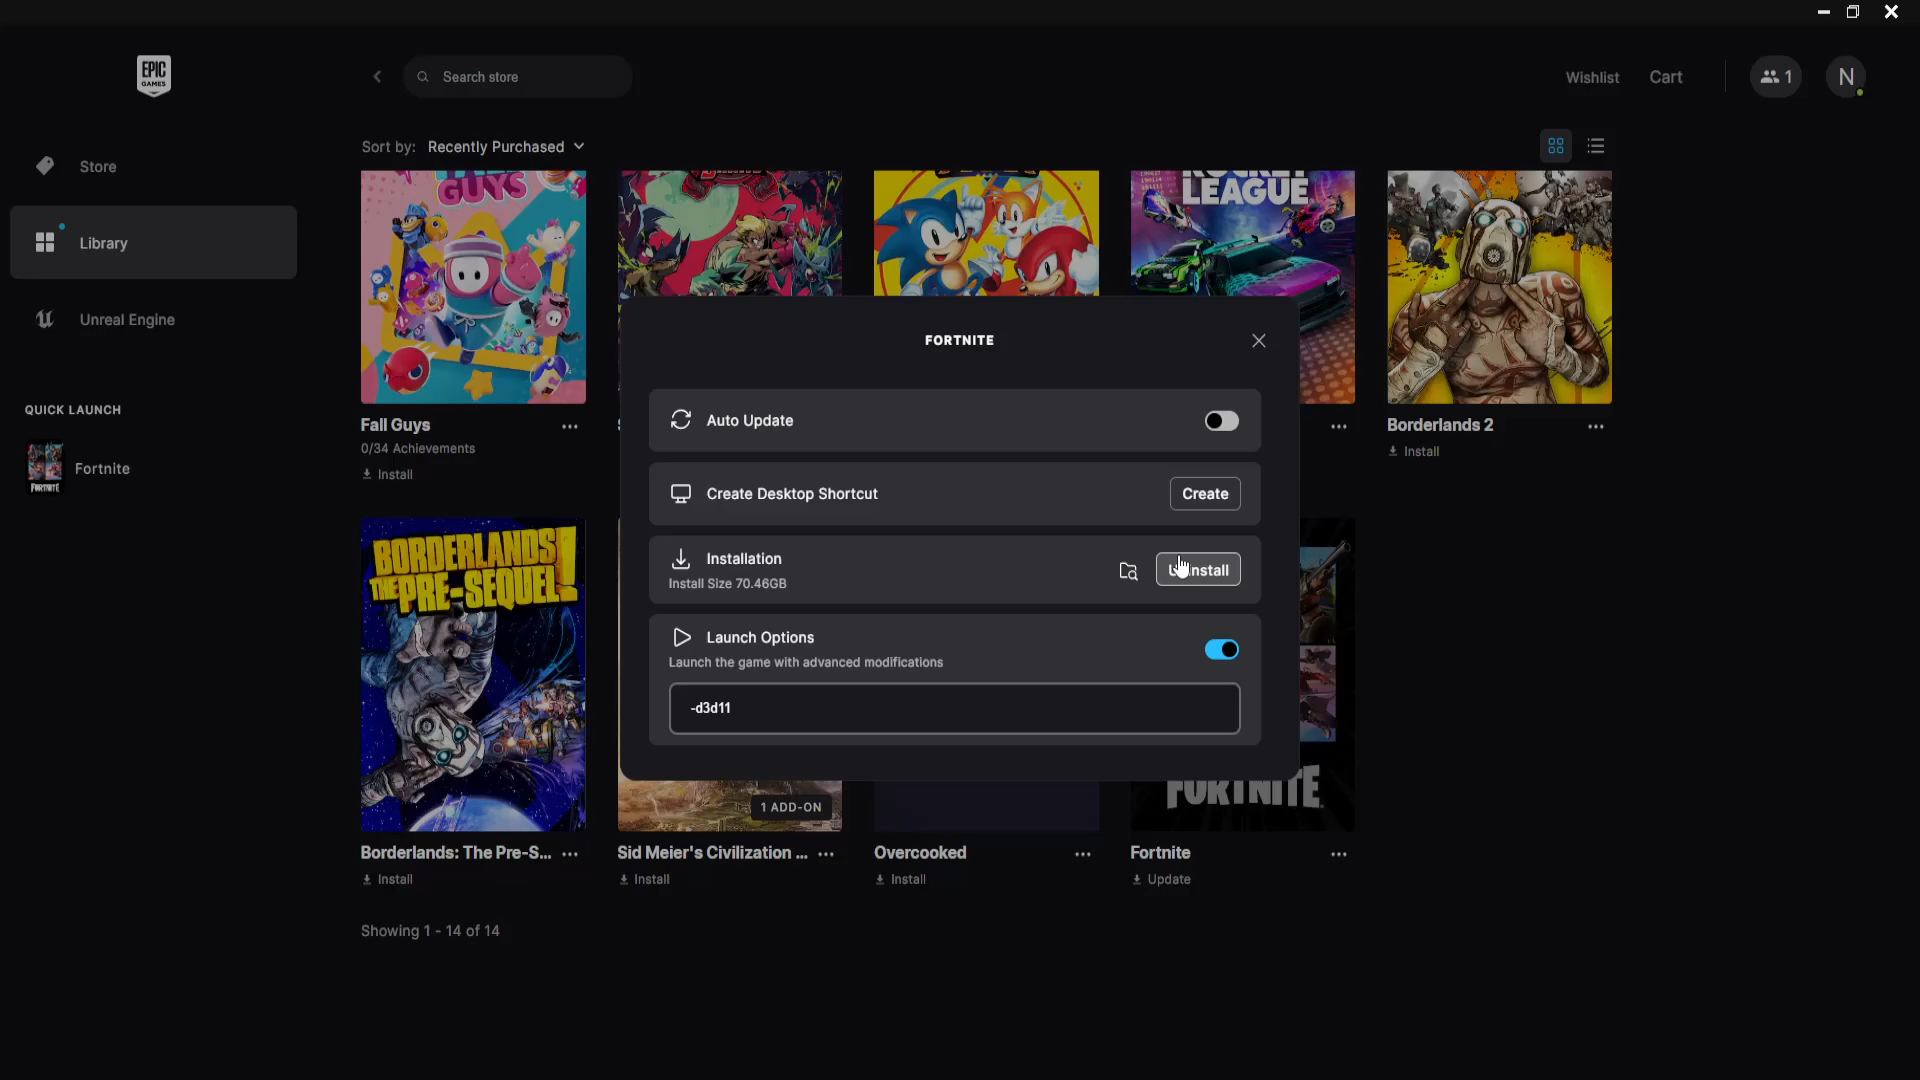 EPIC
GAMES
Search store
Wishlist
Cart
1
N
Sort by: Recently Purchased
Store
Library
Unreal Engine
QUICK LAUNCH
FORTNITE
Fortnite
GUYS
LEAGUE
Fall Guys
0/34 Achievements
Install
Borderlands 2
Install
FORTNITE
Auto Update
Create Desktop Shortcut
Create
Installation
Install Size 70.46GB
Launch Options
Launch the game with advanced modifications
-d3d11
BORDERLANDS
THE PRE-SEQUEL!
1 ADD-ON
FORTNITE
Borderlands: The Pre-S...
Install
Sid Meier's Civilization ...
Install
Overcooked
Install
Fortnite
Update
Showing 1 - 14 of 14